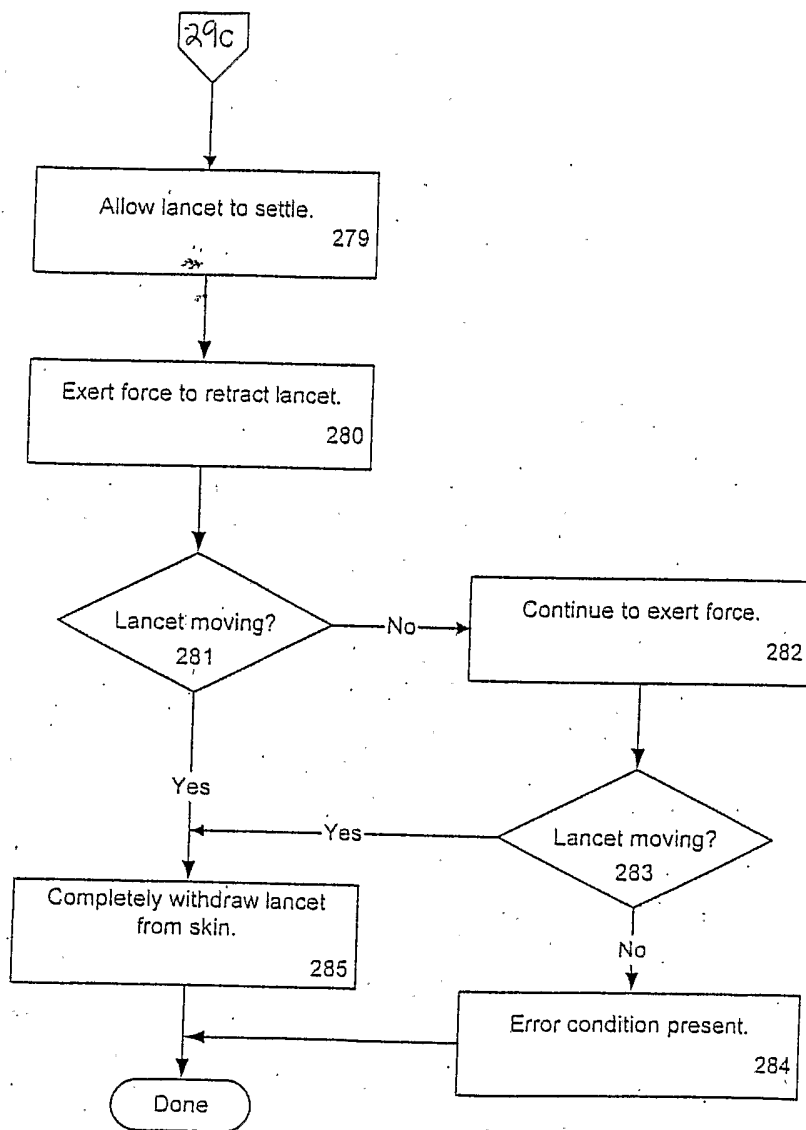 29c
Allow lancet to settle.
279
Exert force to retract lancet.
280
Lancet moving?
281
No
Continue to exert force.
282
Yes
Lancet moving?
283
Yes
No
Completely withdraw lancet
from skin.
285
Error condition present.
284
Done